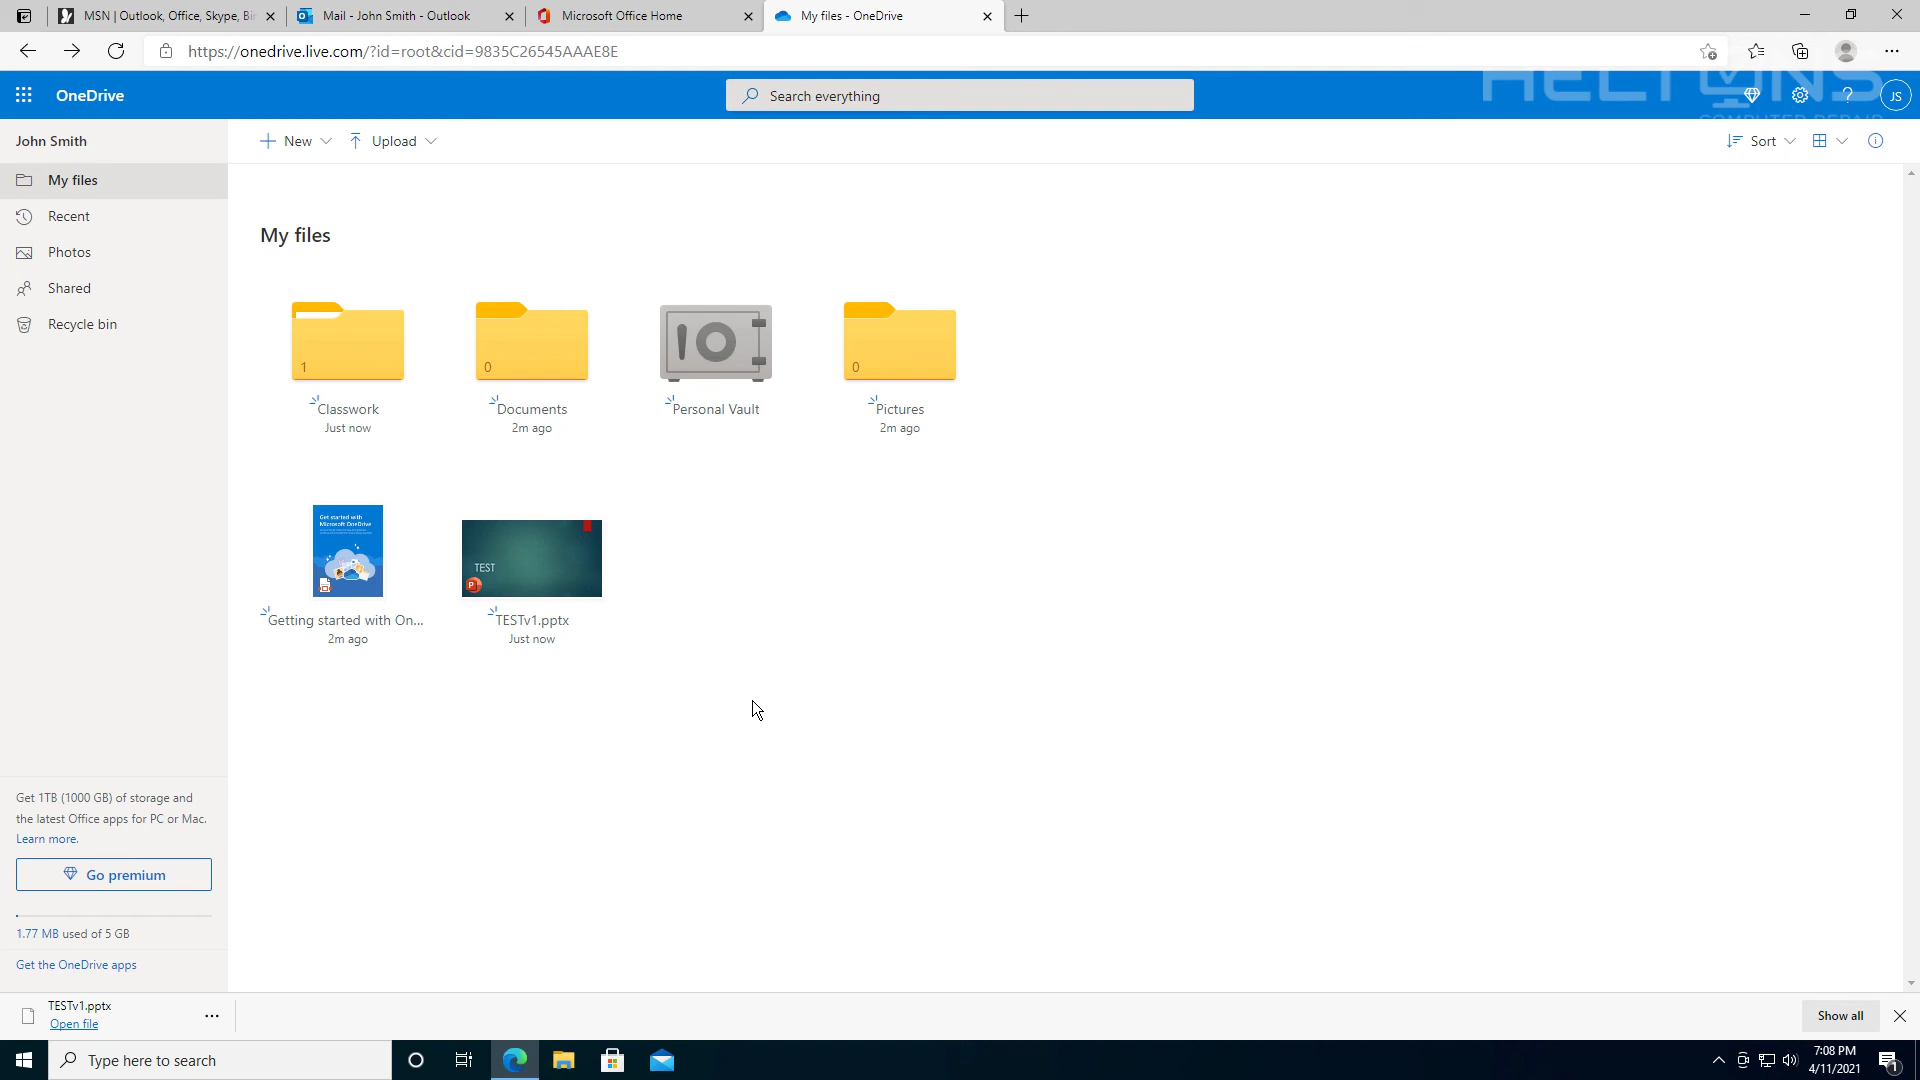 MSN | Outlook, Office, Skype, Bi
Mail - John Smith - Outlook
Microsoft Office Home
My files - OneDrive
https://onedrive.live.com/?id=root&cid=9835C26545AAAE8E
OneDrive
Search everything
HELTONS
COMPUTER REPAIR
?
JS
John Smith
New
Upload
Sort
My files
Recent
Photos
Shared
Recycle bin
My files
1
0
0
Classwork
Documents
Personal Vault
Pictures
Just now
2m ago
2m ago
Get started with
Microsoft OneDrive
TEST
P
Getting started with On...
TESTv1.pptx
2m ago
Just now
Get 1TB (1000 GB) of storage and
the latest Office apps for PC or Mac.
Learn more.
Go premium
1.77 MB used of 5 GB
Get the OneDrive apps
TESTv1.pptx
Open file
Show all
Type here to search
7:08 PM
4/11/2021
1